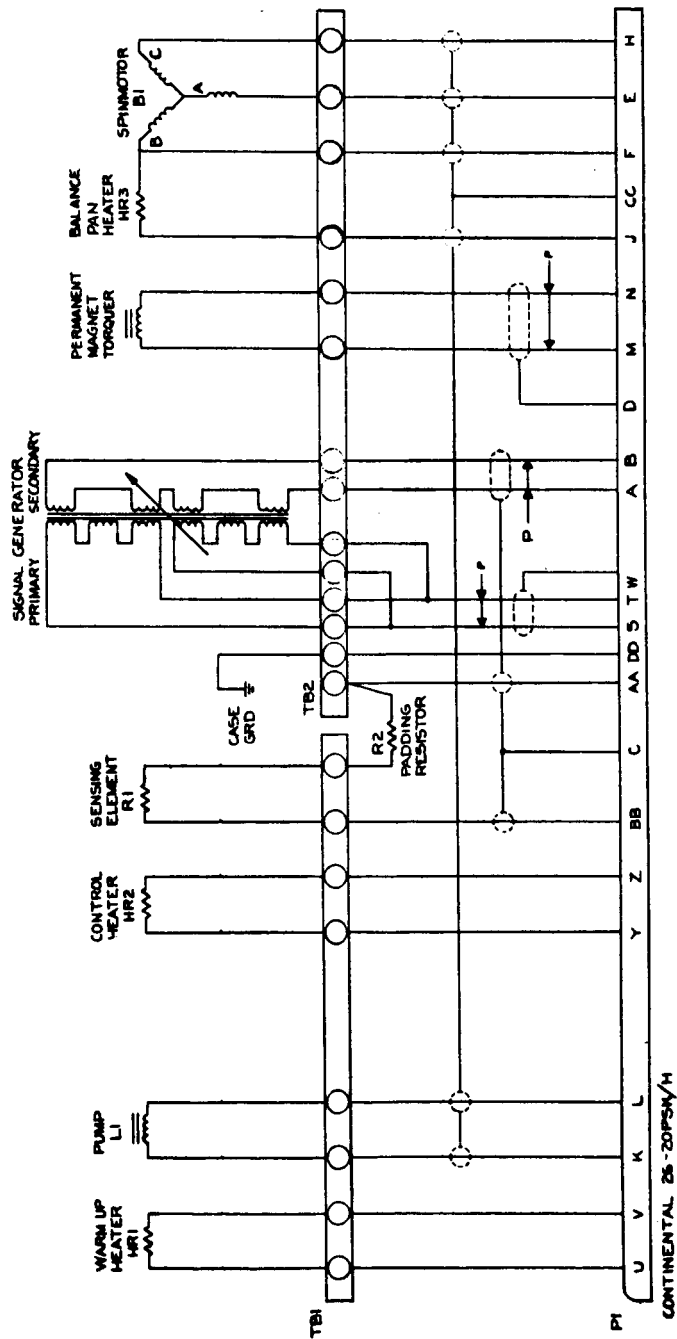 WARM UP
HEATER
HR1
PUMP
L1
CONTROL
HEATER
HR2
SENSING
ELEMENT
R1
CASE
GRD
R2
PADDING
RESISTOR
SIGNAL GENERATOR
PRIMARY
SECONDARY
PERMANENT
MAGNET
TORQUER
BALANCE
PAN
HEATER
HR3
SPINMOTOR
B1
B
A
C
TB1
TB2
P
P
P
P1
U
V
K
L
Y
Z
BB
C
AA
DD
S
T
W
A
B
D
M
N
J
CC
F
E
H
CONTINENTAL 26-20PSK/H